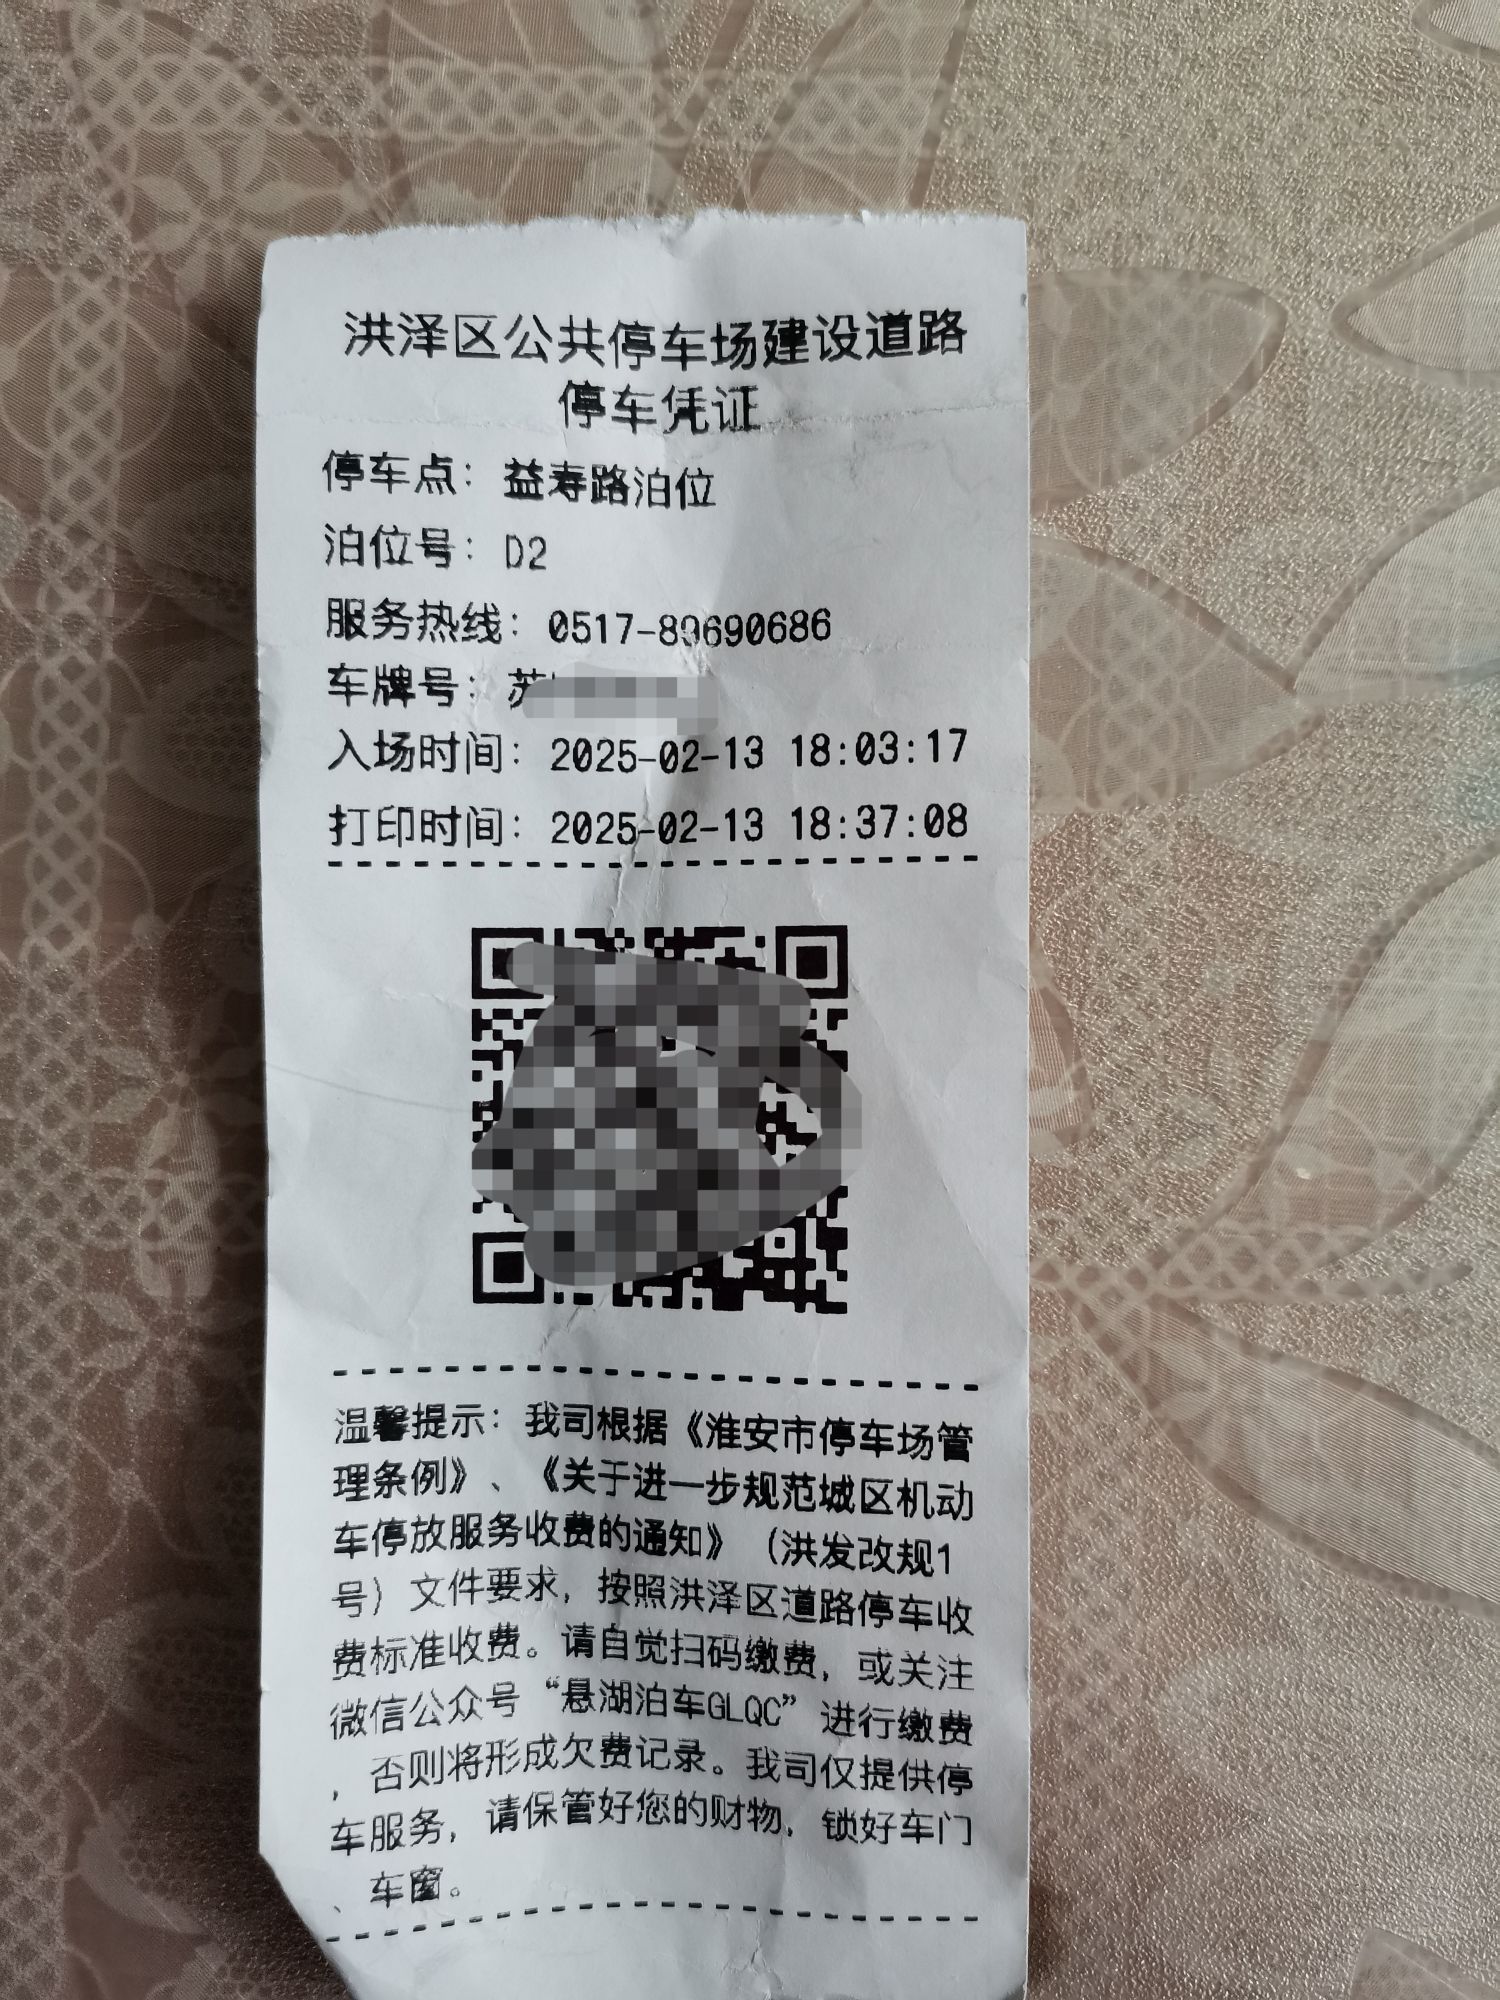 洪泽区公共停车场建设道路
停车凭证
停车点：益寿路泊位
泊位号：D2
服务热线：0517-89690686
车牌号：苏
入场时间：2025-02-13 18:03:17
打印时间：2025-02-13 18:37:08
温馨提示：我司根据《淮安市停车场管
理条例》、《关于进一步规范城区机动
车停放服务收费的通知》（洪发改规1
号）文件要求，按照洪泽区道路停车收
费标准收费。请自觉扫码缴费，或关注
微信公众号“悬湖泊车GLQC”进行缴费
，否则将形成欠费记录。我司仅提供停
车服务，请保管好您的财物，锁好车门
、车窗。